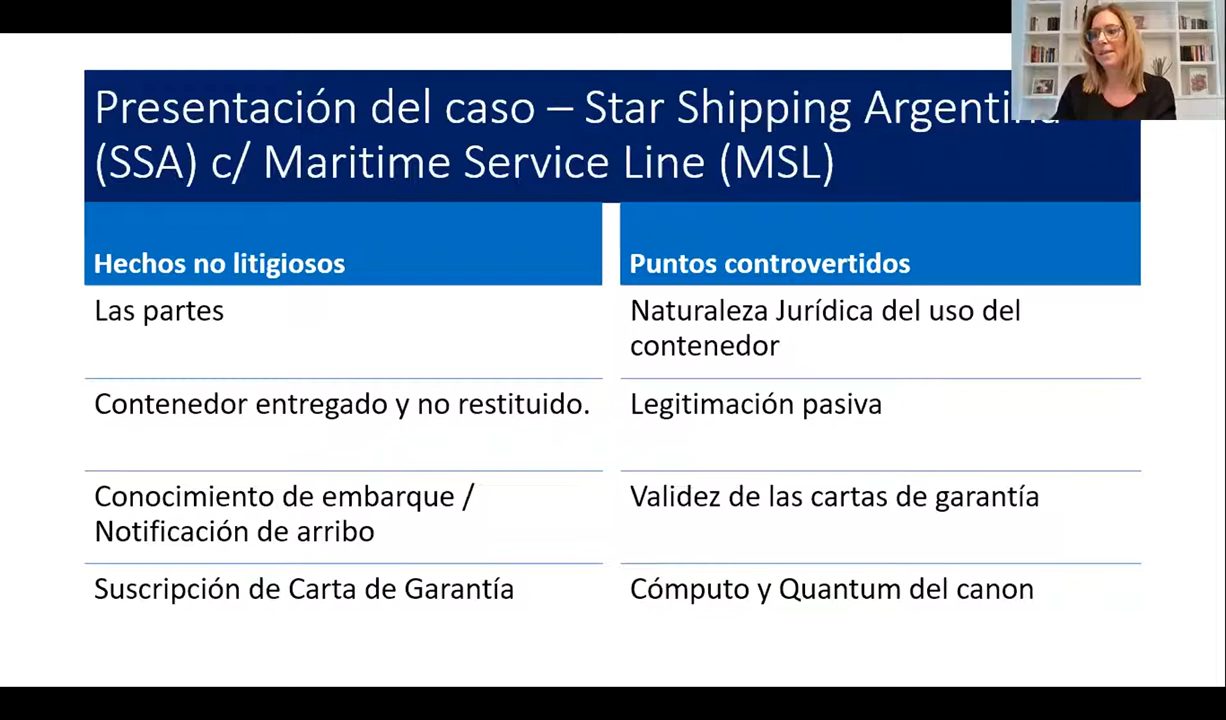 Presentación del caso – Star Shipping Argentina
(SSA) c/ Maritime Service Line (MSL)
Hechos no litigiosos
Puntos controvertidos
Las partes
Naturaleza Jurídica del uso del
contenedor
Contenedor entregado y no restituido.
Legitimación pasiva
Conocimiento de embarque /
Notificación de arribo
Validez de las cartas de garantía
Suscripción de Carta de Garantía
Cómputo y Quantum del canon